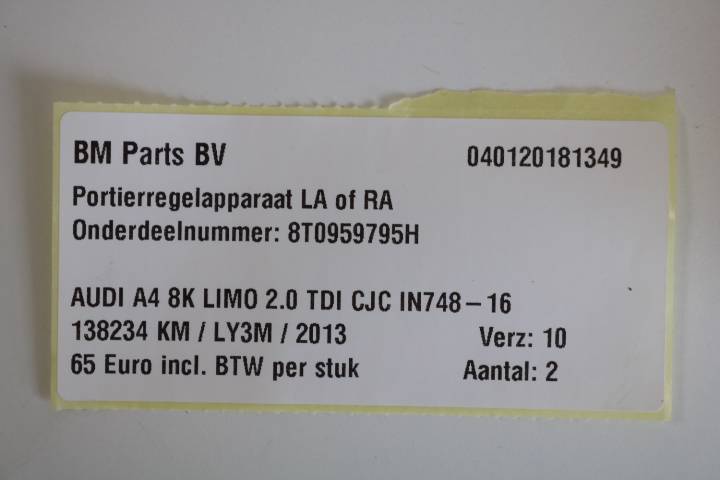 BM Parts BV 040120181349
Portierregelapparaat LA of RA
Onderdeelnummer: 8T0959795H
AUDI A4 8K LIMO 2.0 TDI CJC IN748-16
138234 KM / LY3M / 2013 Verz: 10
65 Euro incl. BTW per stuk Aantal: 2